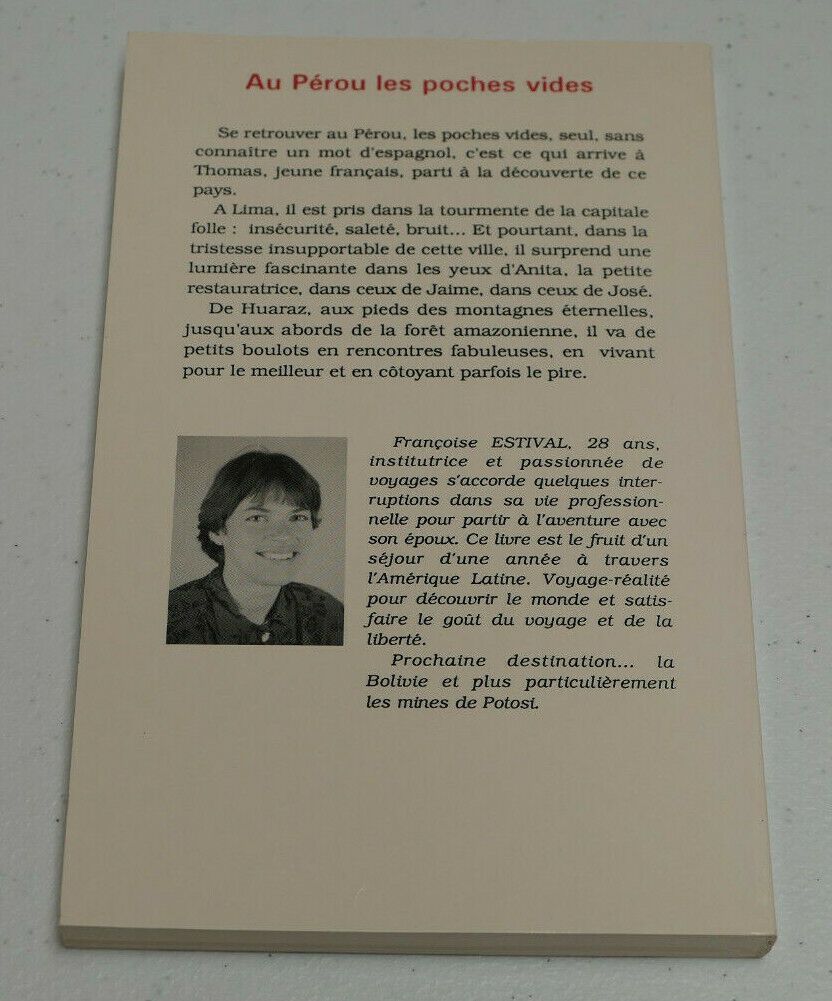 Au Pérou les poches vides
Se retrouver au Pérou, les poches vides, seul, sans
connaître un mot d'espagnol, c'est ce qui arrive à
Thomas, jeune français, parti à la découverte de ce
pays.
A Lima, il est pris dans la tourmente de la capitale
folle : insécurité, saleté, bruit... Et pourtant, dans la
tristesse insupportable de cette ville, il surprend une
lumière fascinante dans les yeux d'Anita, la petite
restauratrice, dans ceux de Jaime, dans ceux de José.
De Huaraz, aux pieds des montagnes éternelles,
jusqu'aux abords de la forêt amazonienne, il va de
petits boulots en rencontres fabuleuses, en vivant
pour le meilleur et en côtoyant parfois le pire.
Françoise ESTIVAL, 28 ans,
institutrice et passionnée de
voyages s'accorde quelques inter-
ruptions dans sa vie profession-
nelle pour partir à l'aventure avec
son époux. Ce livre est le fruit d'un
séjour d'une année à travers
l'Amérique Latine. Voyage-réalité
pour découvrir le monde et satis-
faire le goût du voyage et de la
liberté.
Prochaine destination... la
Bolivie et plus particulièrement
les mines de Potosi.